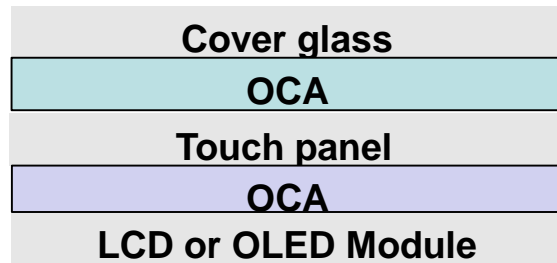 Cover glass
OCA
Touch panel
OCA
LCD or OLED Module